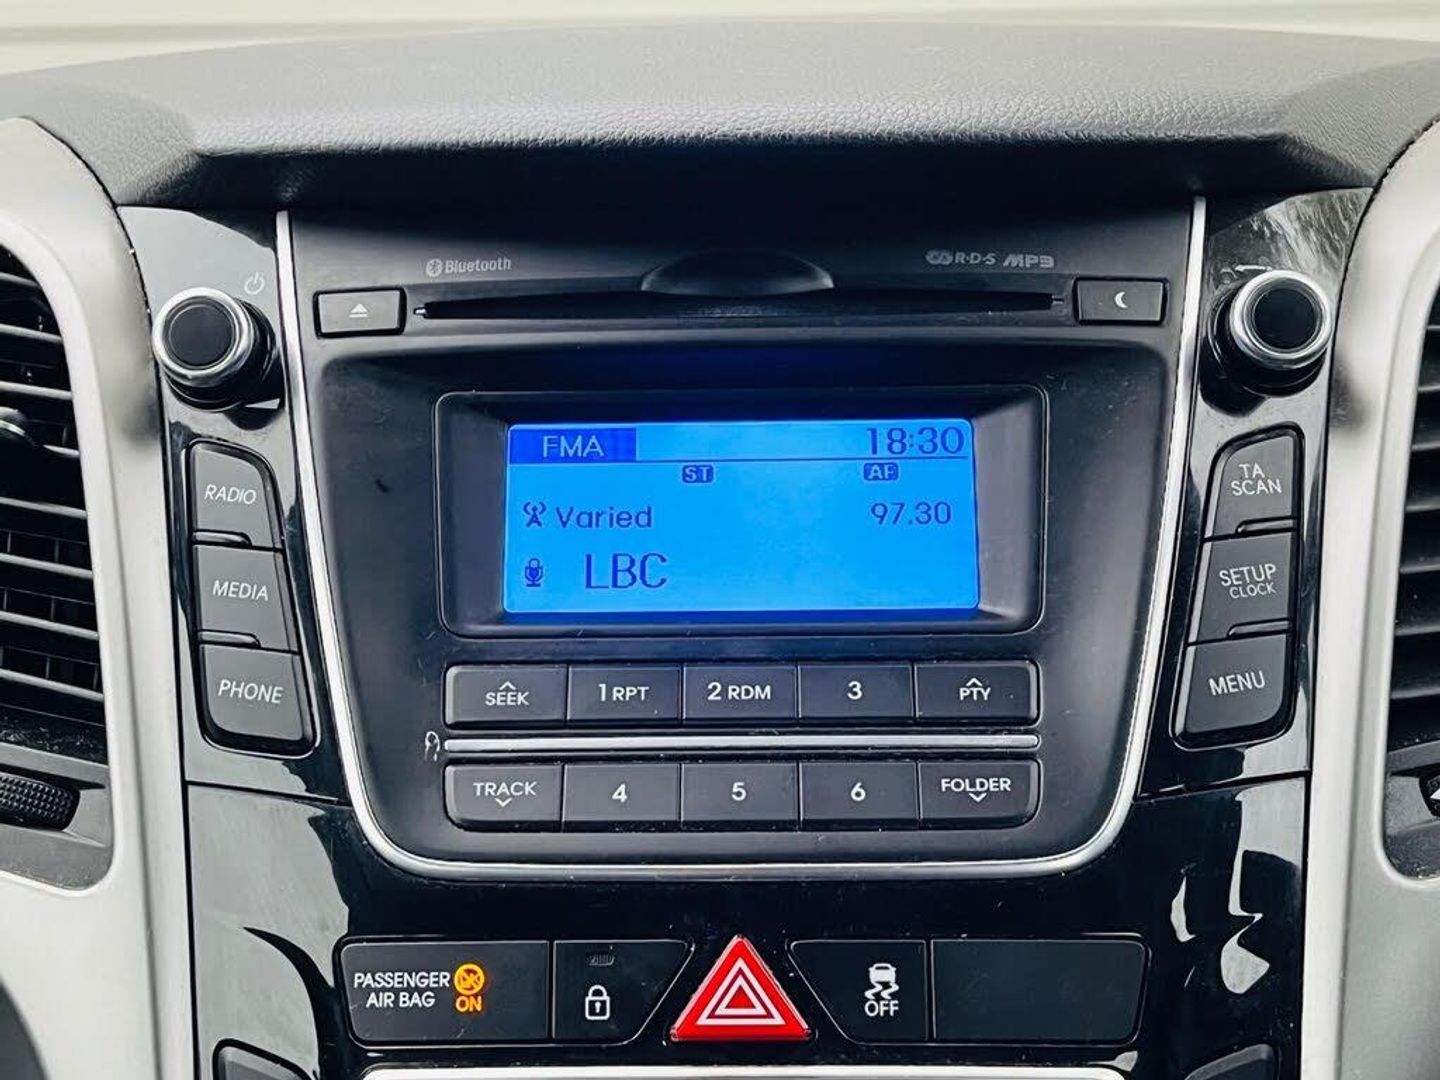 Bluetooth
R·D·S MP3
FMA 18:30
ST AF
Varied 97.30
LBC
RADIO
MEDIA
PHONE
TA
SCAN
SETUP
CLOCK
MENU
SEEK 1 RPT 2 RDM 3 PTY
TRACK 4 5 6 FOLDER
PASSENGER
AIR BAG ON
OFF